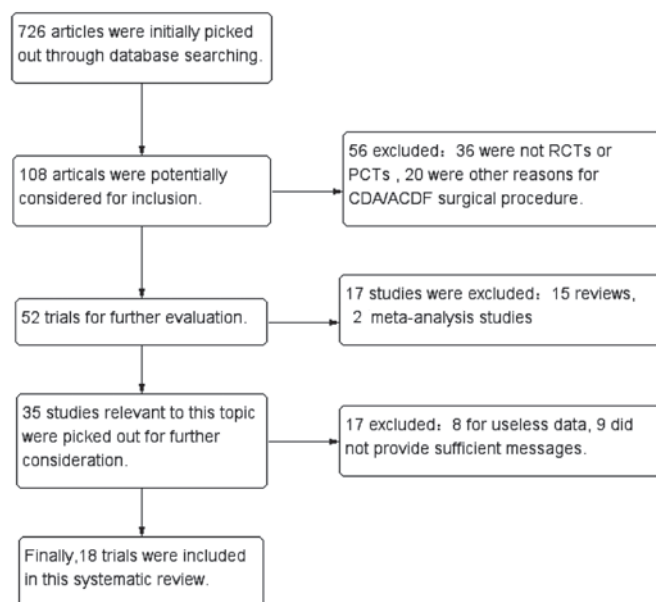 726 articles were initially picked
out through database searching.
108 articals were potentially
considered for inclusion.
56 excluded: 36 were not RCTs or
PCTs , 20 were other reasons for
CDA/ACDF surgical procedure.
52 trials for further evaluation.
17 studies were excluded: 15 reviews,
2 meta-analysis studies
35 studies relevant to this topic
were picked out for further
consideration.
17 excluded: 8 for useless data, 9 did
not provide sufficient messages.
Finally,18 trials were included
in this systematic review.